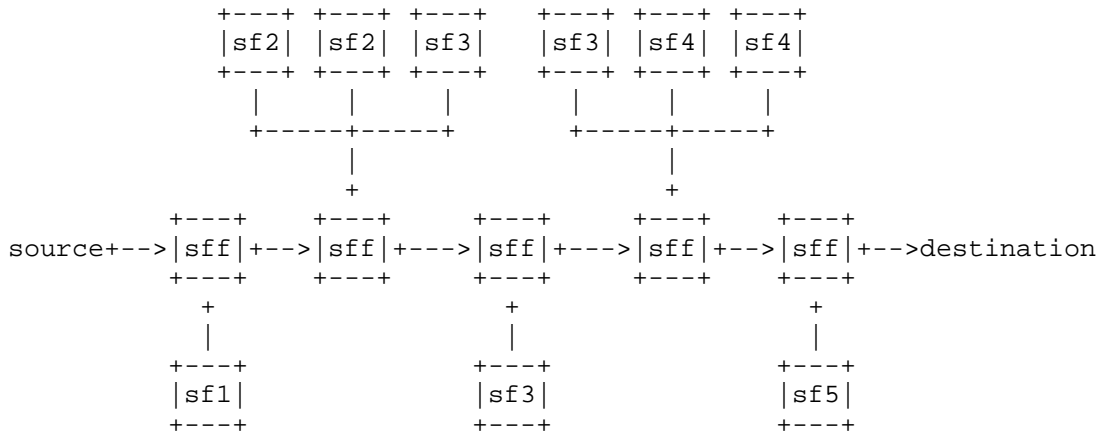 +---+ +---+ +---+   +---+ +---+ +---+
|sf2| |sf2| |sf3|   |sf3| |sf4| |sf4|
+---+ +---+ +---+   +---+ +---+ +---+
  |     |     |       |     |     |
  +-----+-----+       +-----+-----+
        |                   |
        +                   +
+---+    +---+     +---+     +---+    +---+
source+-->|sff|+-->|sff|+--->|sff|+--->|sff|+-->|sff|+-->destination
+---+    +---+     +---+     +---+    +---+
  +                  +                  +
  |                  |                  |
+---+              +---+              +---+
|sf1|              |sf3|              |sf5|
+---+              +---+              +---+